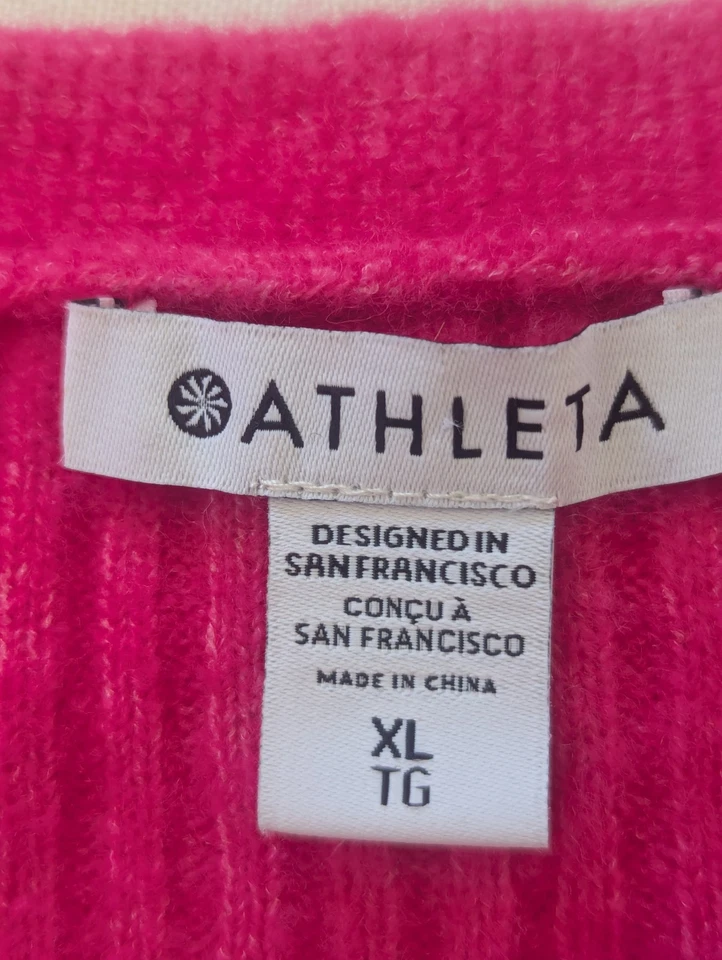 ATHLETA
DESIGNED IN
SAN FRANCISCO
CONÇU À
SAN FRANCISCO
MADE IN CHINA
XL
TG